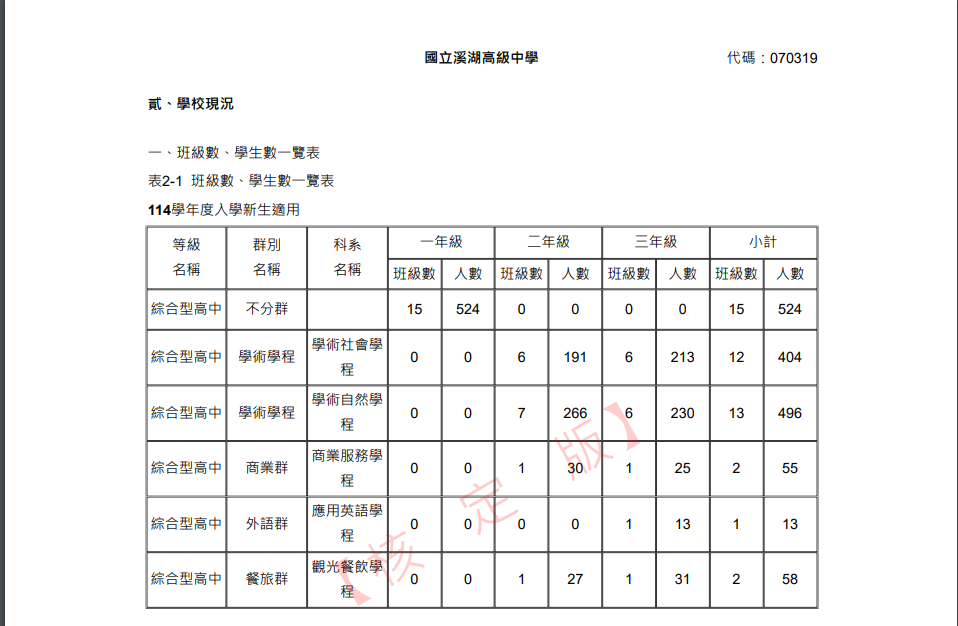 國立溪湖高級中學 代碼：070319
貳、學校現況
一、班級數、學生數一覽表
表2-1 班級數、學生數一覽表
114學年度入學新生適用
等級名稱 群別名稱 科系名稱 一年級 二年級 三年級 小計
班級數 人數 班級數 人數 班級數 人數 班級數 人數
綜合型高中 不分群 15 524 0 0 0 0 15 524
綜合型高中 學術學程 學術社會學程 0 0 6 191 6 213 12 404
綜合型高中 學術學程 學術自然學程 0 0 7 266 6 230 13 496
綜合型高中 商業群 商業服務學程 0 0 1 30 1 25 2 55
綜合型高中 外語群 應用英語學程 0 0 0 0 1 13 1 13
綜合型高中 餐旅群 觀光餐飲學程 0 0 1 27 1 31 2 58
【核定版】